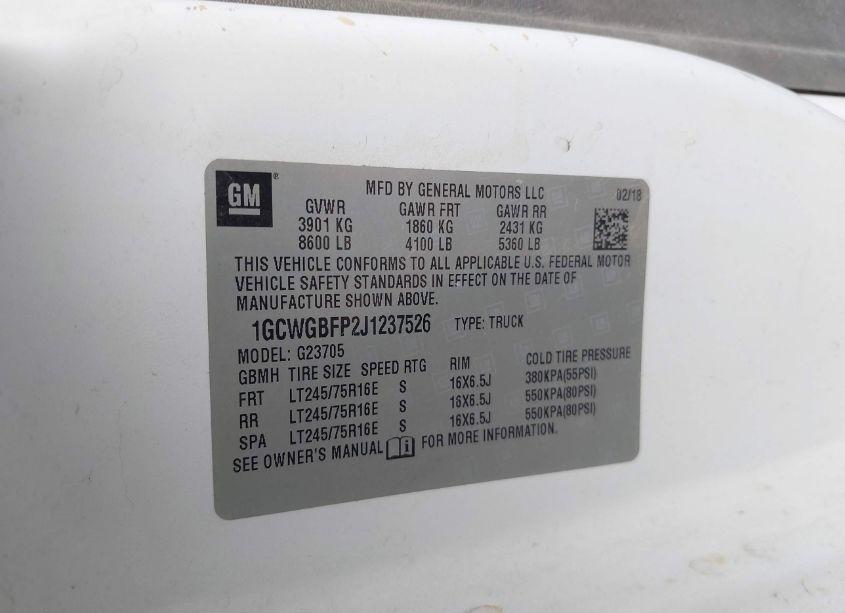 GM ®
MFD BY GENERAL MOTORS LLC 02/18
GVWR GAWR FRT GAWR RR
3901 KG 1860 KG 2431 KG
8600 LB 4100 LB 5360 LB
THIS VEHICLE CONFORMS TO ALL APPLICABLE U.S. FEDERAL MOTOR
VEHICLE SAFETY STANDARDS IN EFFECT ON THE DATE OF
MANUFACTURE SHOWN ABOVE.
1GCWGBFP2J1237526 TYPE: TRUCK
MODEL: G23705
GBMH TIRE SIZE SPEED RTG RIM COLD TIRE PRESSURE
FRT LT245/75R16E S 16X6.5J 380KPA(55PSI)
RR LT245/75R16E S 16X6.5J 550KPA(80PSI)
SPA LT245/75R16E S 16X6.5J 550KPA(80PSI)
SEE OWNER'S MANUAL i FOR MORE INFORMATION.